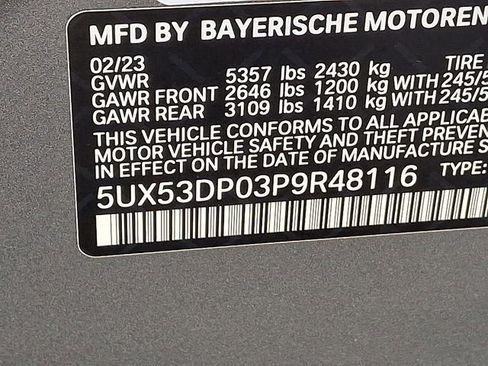 MFD BY BAYERISCHE MOTOREN
02/23 TIRE
GVWR 5357 lbs 2430 kg
GAWR FRONT 2646 lbs 1200 kg WITH 245/5
GAWR REAR 3109 lbs 1410 kg WITH 245/5
THIS VEHICLE CONFORMS TO ALL APPLICABL
MOTOR VEHICLE SAFETY AND THEFT PREVEN
IN EFFECT ON THE DATE OF MANUFACTURE S
5UX53DP03P9R48116 TYPE: